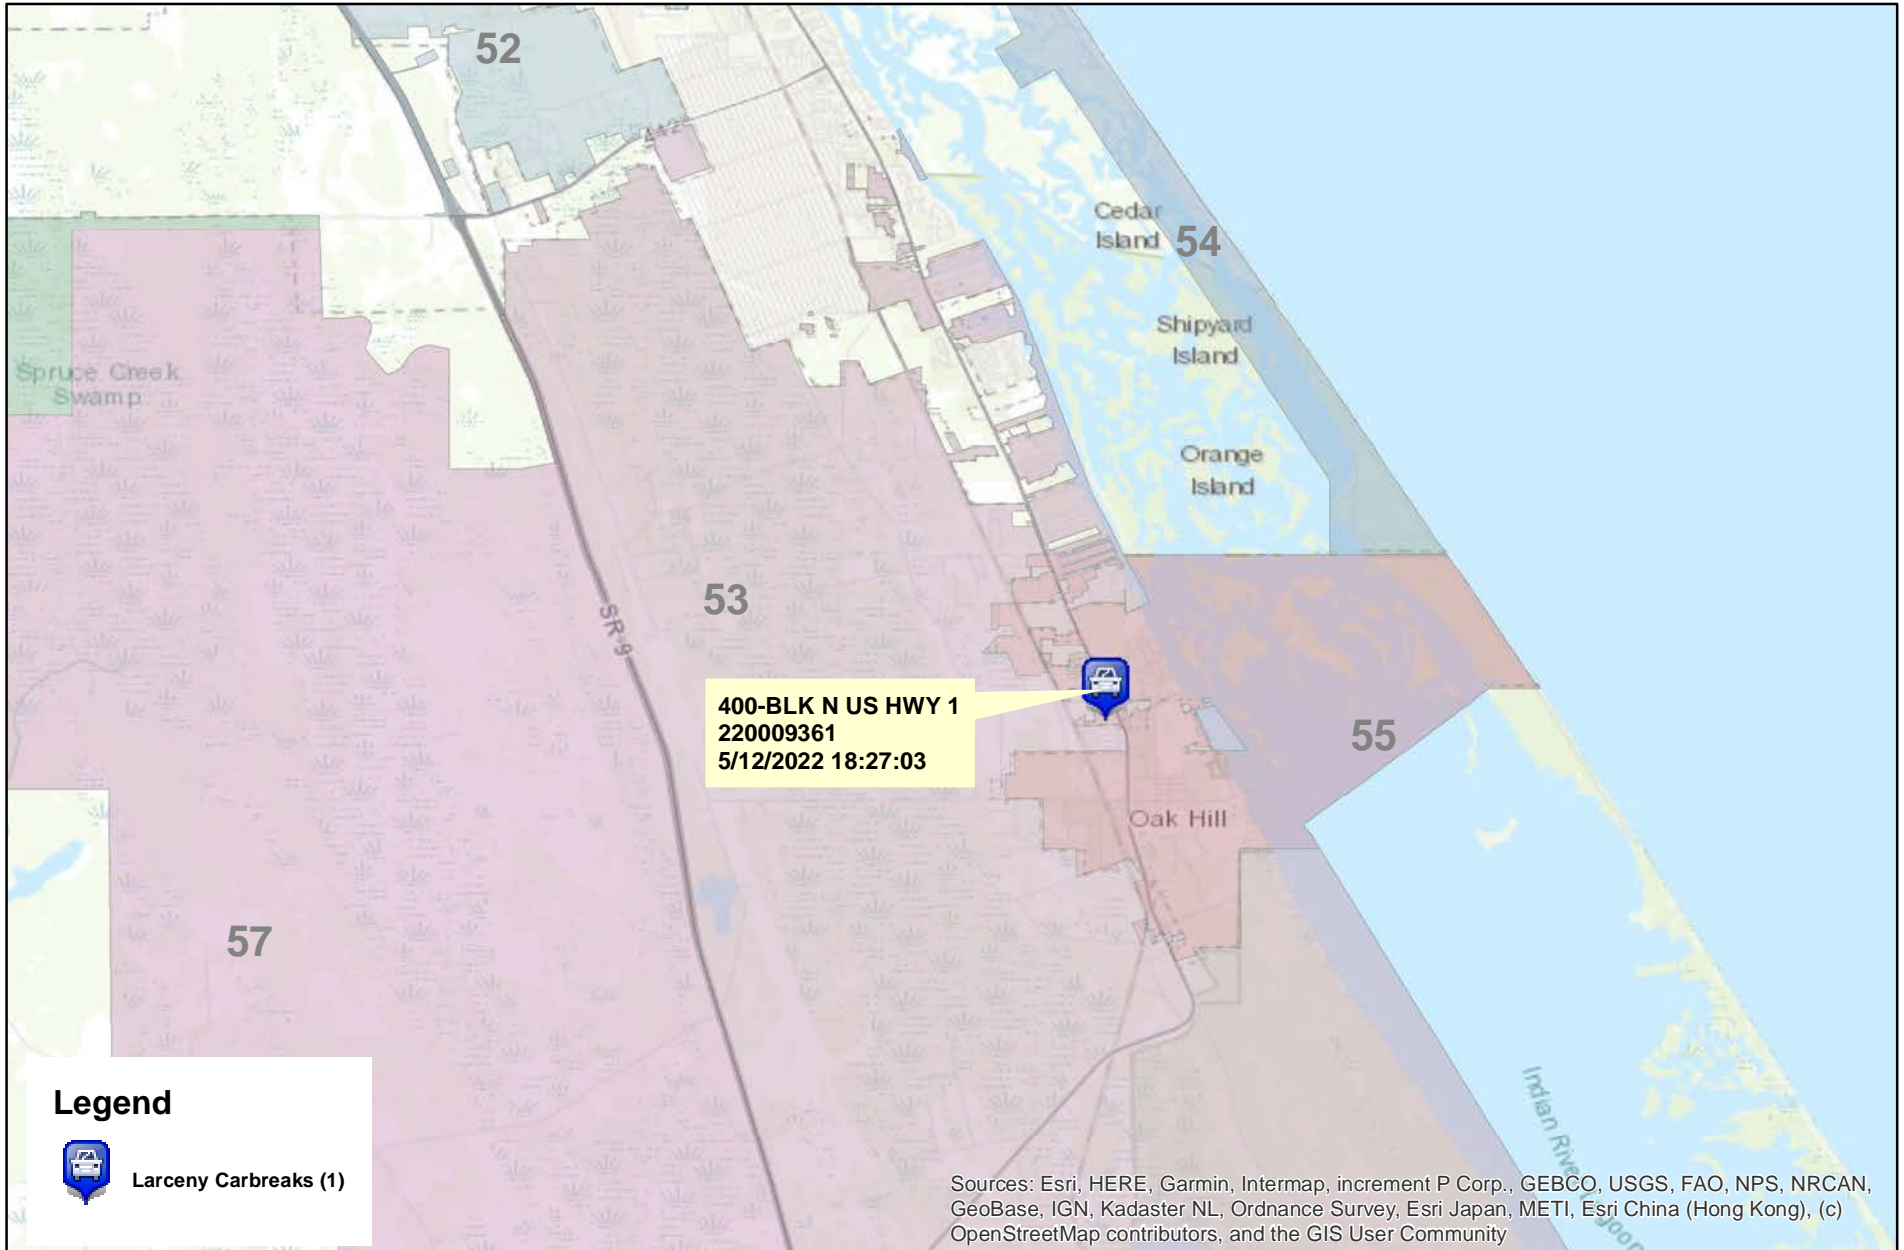 52
Cedar
Island
54
Shipyard
Island
Spruce Creek
Swamp
Orange
Island
53
SR 9
400-BLK N US HWY 1
220009361
5/12/2022 18:27:03
55
Oak Hill
57
Indian River Lagoon
Legend
Larceny Carbreaks (1)
Sources: Esri, HERE, Garmin, Intermap, increment P Corp., GEBCO, USGS, FAO, NPS, NRCAN,
GeoBase, IGN, Kadaster NL, Ordnance Survey, Esri Japan, METI, Esri China (Hong Kong), (c)
OpenStreetMap contributors, and the GIS User Community